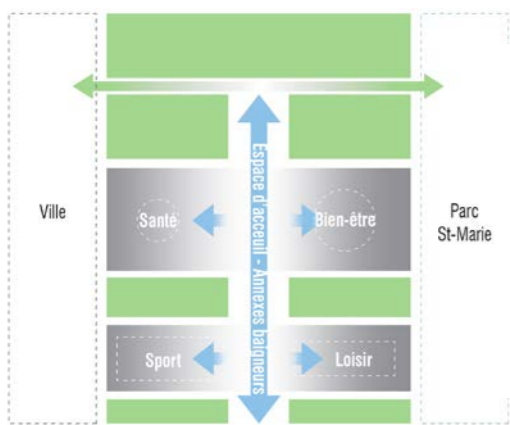 Ville
Santé
Espace d'acceuil - Annexes baigneurs
Bien-être
Parc
St-Marie
Sport
Loisir